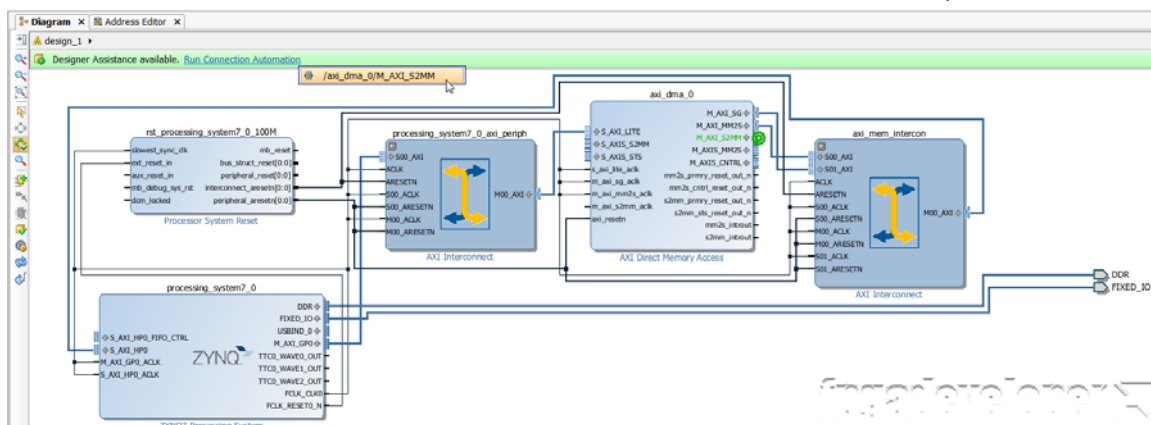 Diagram × Address Editor ×
design_1
Designer Assistance available. Run Connection Automation
/axi_dma_0/M_AXI_S2MM
rst_processing_system7_0_100M
slowest_sync_clk
ext_reset_in
aux_reset_in
mb_debug_sys_rst
dcm_locked
mb_reset
bus_struct_reset[0:0]
peripheral_reset[0:0]
interconnect_aresetn[0:0]
peripheral_aresetn[0:0]
Processor System Reset
processing_system7_0_axi_periph
S00_AXI
ACLK
ARESETN
S00_ACLK
S00_ARESETN
M00_ACLK
M00_ARESETN
M00_AXI
AXI Interconnect
axi_dma_0
S_AXI_LITE
S_AXIS_S2MM
S_AXIS_STS
s_axi_lite_aclk
m_axi_sg_aclk
m_axi_mm2s_aclk
m_axi_s2mm_aclk
axi_resetn
M_AXI_SG
M_AXI_MM2S
M_AXI_S2MM
M_AXIS_MM2S
M_AXIS_CNTRL
mm2s_prmry_reset_out_n
mm2s_cntrl_reset_out_n
s2mm_prmry_reset_out_n
s2mm_sts_reset_out_n
mm2s_introut
s2mm_introut
AXI Direct Memory Access
axi_mem_intercon
S00_AXI
S01_AXI
ACLK
ARESETN
S00_ACLK
S00_ARESETN
M00_ACLK
M00_ARESETN
S01_ACLK
S01_ARESETN
M00_AXI
AXI Interconnect
DDR
FIXED_IO
processing_system7_0
S_AXI_HP0_FIFO_CTRL
S_AXI_HP0
M_AXI_GP0_ACLK
S_AXI_HP0_ACLK
ZYNQ
DDR
FIXED_IO
USBIND_0
M_AXI_GP0
TTC0_WAVE0_OUT
TTC0_WAVE1_OUT
TTC0_WAVE2_OUT
FCLK_CLK0
FCLK_RESET0_N
ZYNQ7 Processing System